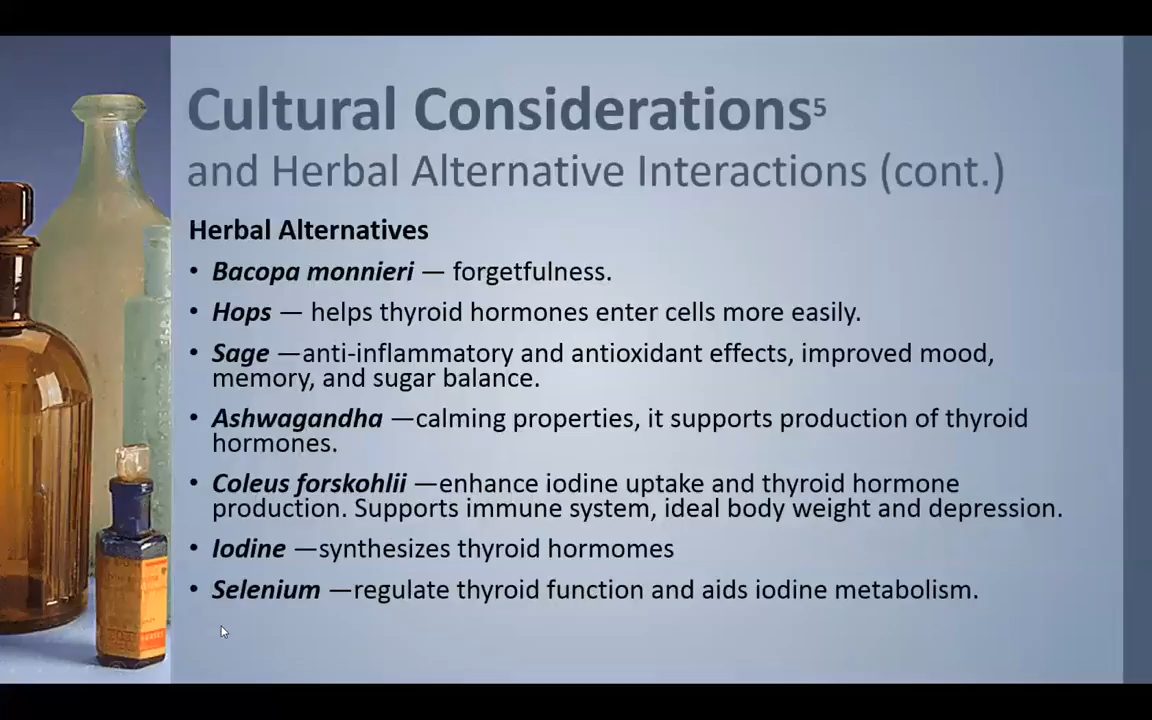 Cultural Considerations5
and Herbal Alternative Interactions (cont.)
Herbal Alternatives
• Bacopa monnieri — forgetfulness.
• Hops — helps thyroid hormones enter cells more easily.
• Sage —anti-inflammatory and antioxidant effects, improved mood,
memory, and sugar balance.
• Ashwagandha —calming properties, it supports production of thyroid
hormones.
• Coleus forskohlii —enhance iodine uptake and thyroid hormone
production. Supports immune system, ideal body weight and depression.
• Iodine —synthesizes thyroid hormomes
• Selenium —regulate thyroid function and aids iodine metabolism.